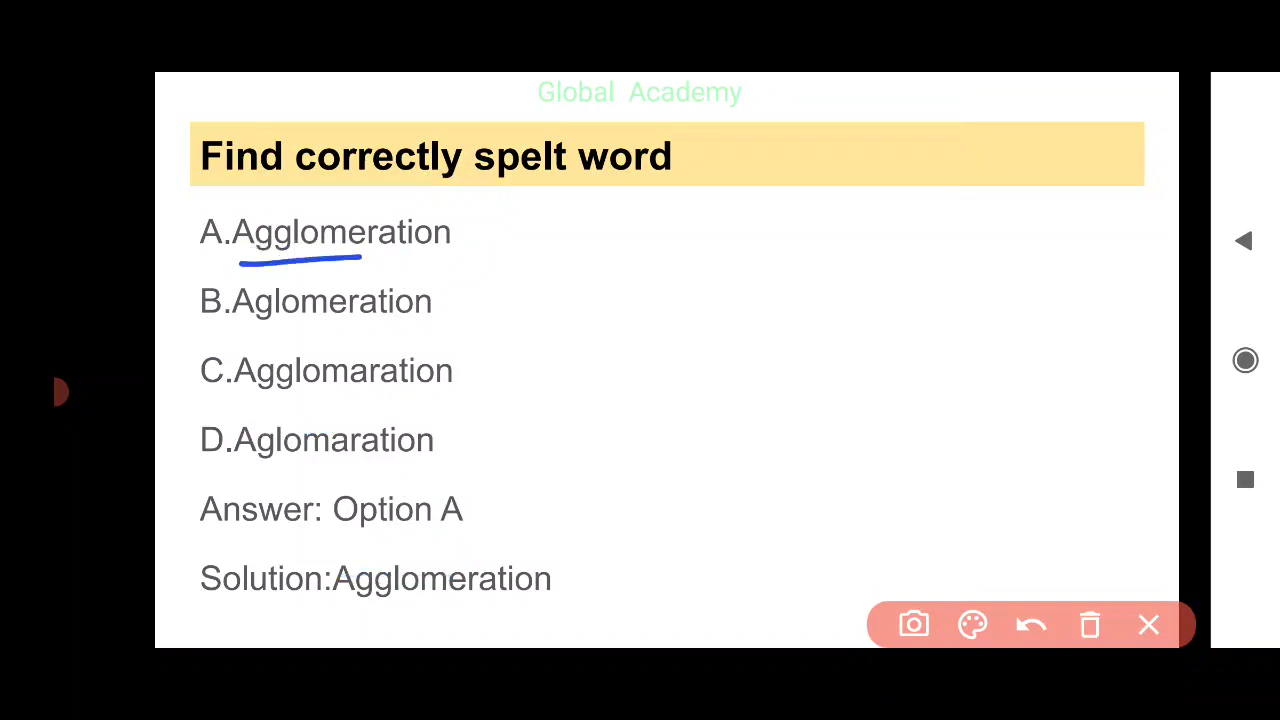 Global Academy
Find correctly spelt word
A.Agglomeration
B.Aglomeration
C.Agglomaration
D.Aglomaration
Answer: Option A
Solution:Agglomeration